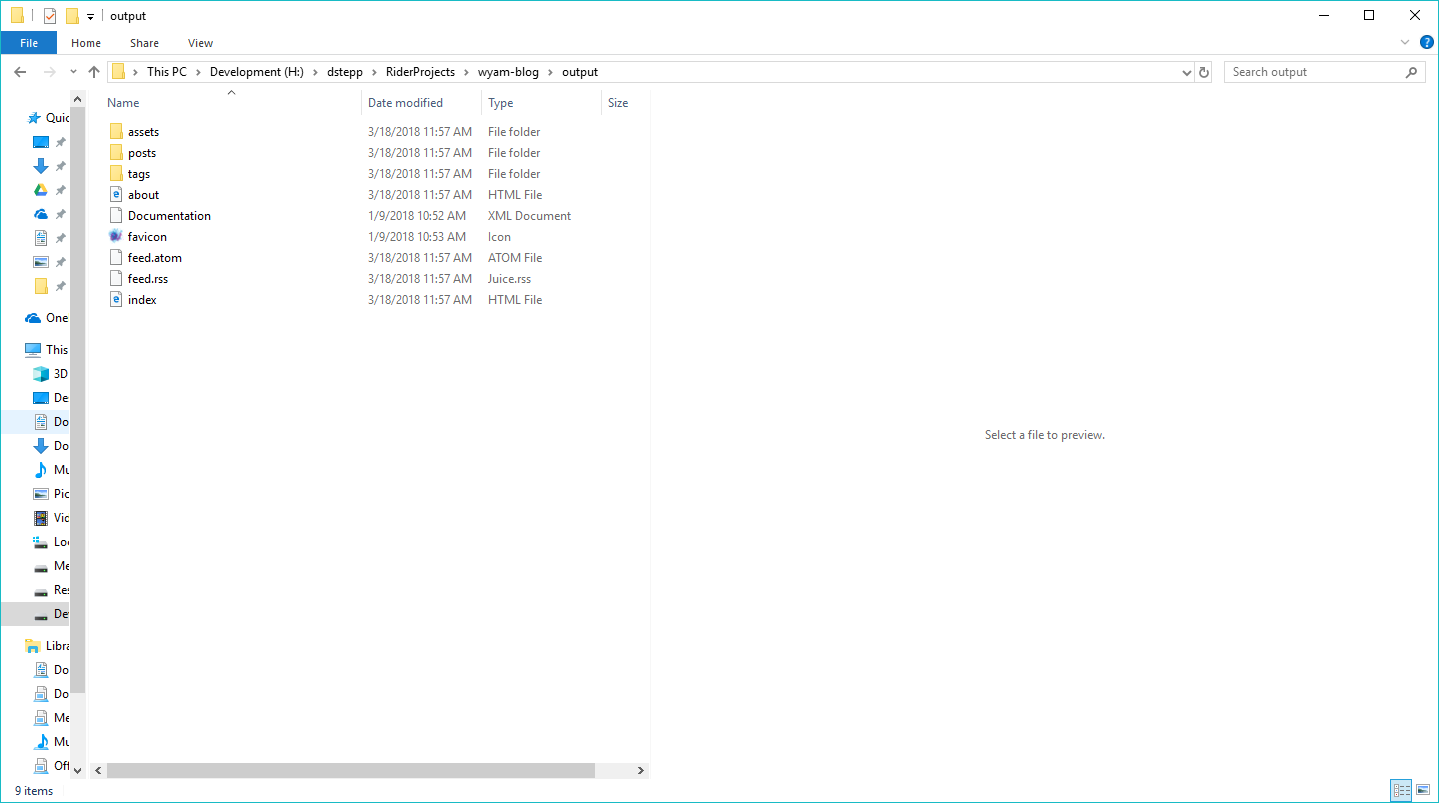 output
File Home Share View
This PC Development (H:) dstepp RiderProjects wyam-blog output
Search output
Name Date modified Type Size
assets 3/18/2018 11:57 AM File folder
posts 3/18/2018 11:57 AM File folder
tags 3/18/2018 11:57 AM File folder
about 3/18/2018 11:57 AM HTML File
Documentation 1/9/2018 10:52 AM XML Document
favicon 1/9/2018 10:53 AM Icon
feed.atom 3/18/2018 11:57 AM ATOM File
feed.rss 3/18/2018 11:57 AM Juice.rss
index 3/18/2018 11:57 AM HTML File
Quic
One
This
3D
De
Do
Do
Mu
Pic
Vid
Loc
Me
Res
Dev
Libra
Do
Do
Me
Mu
Off
Select a file to preview.
9 items